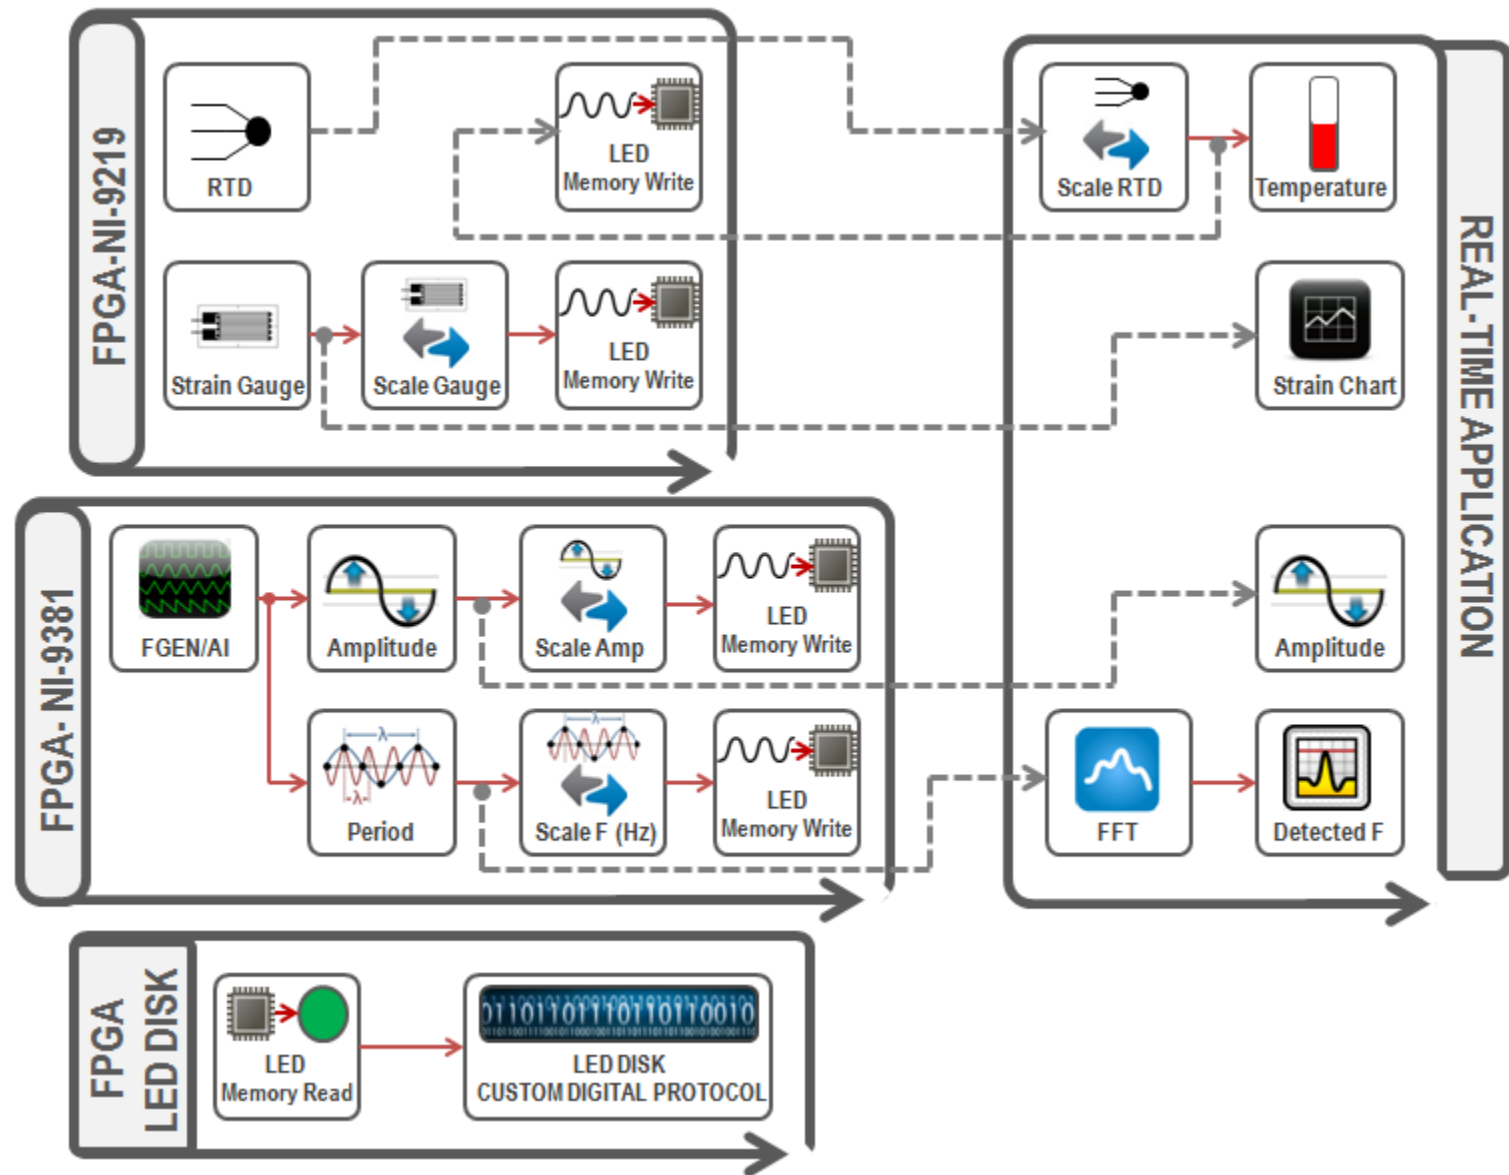 FPGA-NI-9219
RTD
LED
Memory Write
Strain Gauge
Scale Gauge
LED
Memory Write
REAL-TIME APPLICATION
Scale RTD
Temperature
Strain Chart
Amplitude
FFT
Detected F
FPGA- NI-9381
FGEN/AI
Amplitude
Scale Amp
LED
Memory Write
λ
λ
Period
λ
Scale F (Hz)
LED
Memory Write
FPGA
LED DISK
LED
Memory Read
LED DISK
CUSTOM DIGITAL PROTOCOL